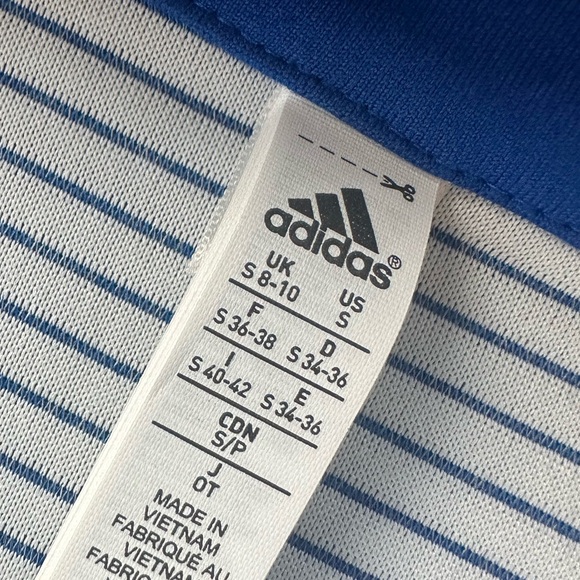 adidas®
UK US
S 8-10 S
F D
S 36-38 S 34-36
I E
S 40-42 S 34-36
CDN
S/P
J
OT
MADE IN
VIETNAM
FABRIQUÉ AU
VIETNAM